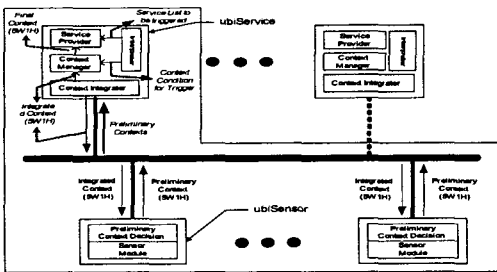 Final
Context
(5W1H)
Service List to
be triggered
ubiService
Service
Provider
Context
Manager
Context Integrator
Context
Condition
for Trigger
Integrate
d Context
(5W1H)
Preliminary
Contexts
Service
Provider
Context
Manager
Context Integrator
Integrated
Context
(5W1H)
Preliminary
Context
(5W1H)
Integrated
Context
(5W1H)
Preliminary
Context
(5W1H)
ubiSensor
Preliminary
Context Decision
Sensor
Module
Preliminary
Context Decision
Sensor
Module